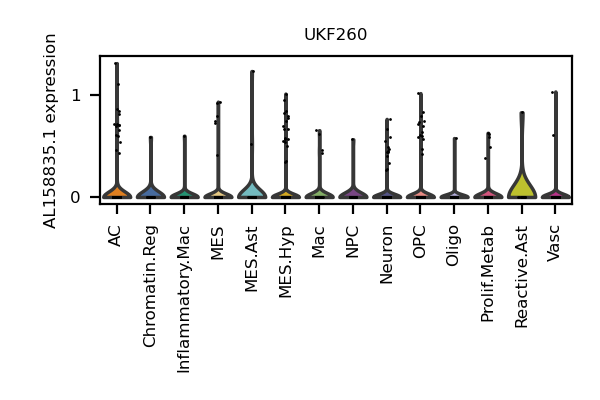 UKF260
AL158835.1 expression
1
0
AC
Chromatin.Reg
Inflammatory.Mac
MES
MES.Ast
MES.Hyp
Mac
NPC
Neuron
OPC
Oligo
Prolif.Metab
Reactive.Ast
Vasc